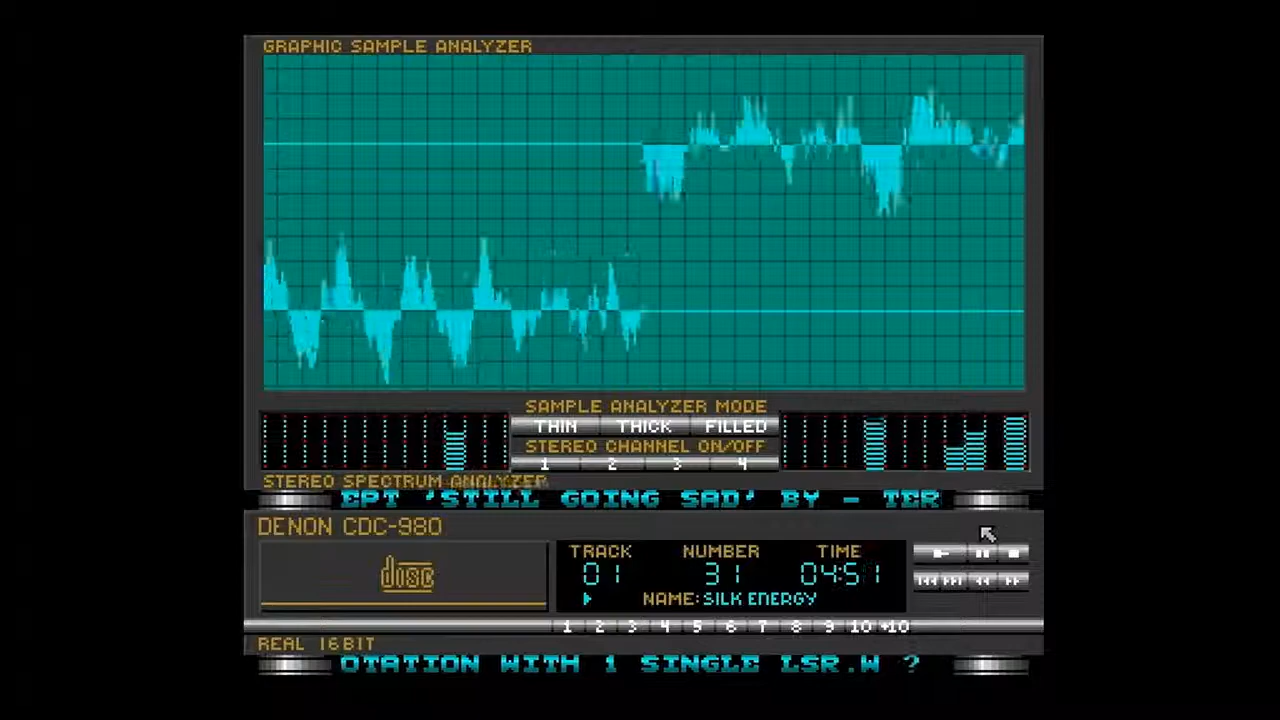 GRAPHIC SAMPLE ANALYZER
SAMPLE ANALYZER MODE
THIN THICK FILLED
STEREO CHANNEL ON/OFF
1 2 3 4
STEREO SPECTRUM ANALYZER
EPT 'STILL GOING SAD' BY - TER
DENON CDC-980
disc
TRACK NUMBER TIME
01 31 04:51
NAME:SILK ENERGY
1 2 3 4 5 6 7 8 9 10 +10
REAL 16BIT
OTATION WITH 1 SINGLE LSR.W ?